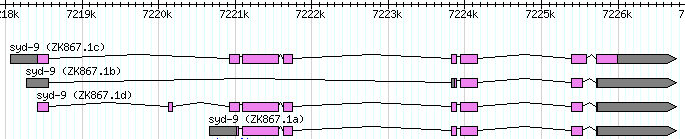 218k 7219k 7220k 7221k 7222k 7223k 7224k 7225k 7226k
syd-9 (ZK867.1c)
syd-9 (ZK867.1b)
syd-9 (ZK867.1d)
syd-9 (ZK867.1a)